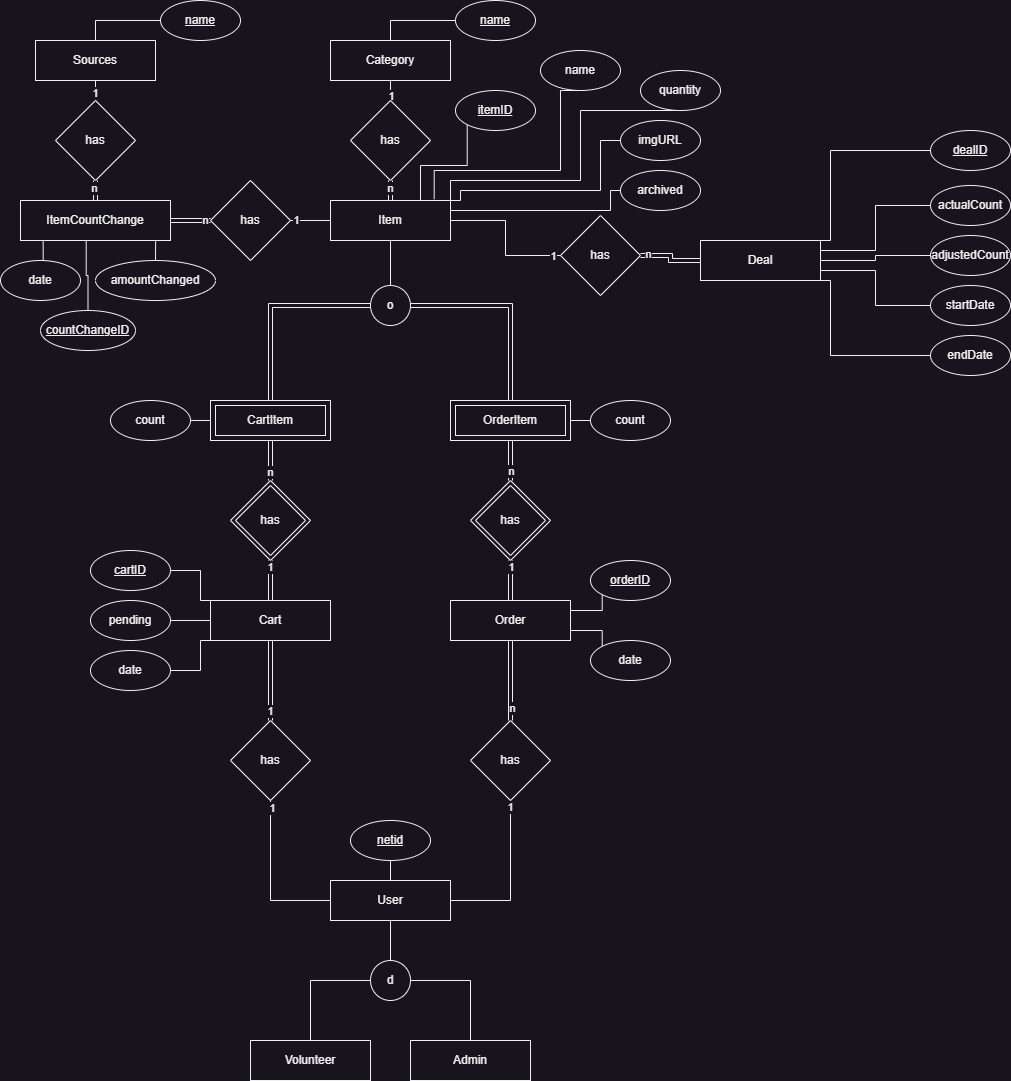 name
name
Sources
Category
name
quantity
1
1
itemID
has
has
imgURL
dealID
n
n
archived
actualCount
ItemCountChange
n
has
1
Item
1
has
n
Deal
adjustedCount
date
amountChanged
startDate
countChangeID
o
endDate
count
CartItem
OrderItem
count
n
n
has
has
1
1
cartID
orderID
pending
Cart
Order
date
date
1
n
has
has
1
1
netid
User
d
Volunteer
Admin